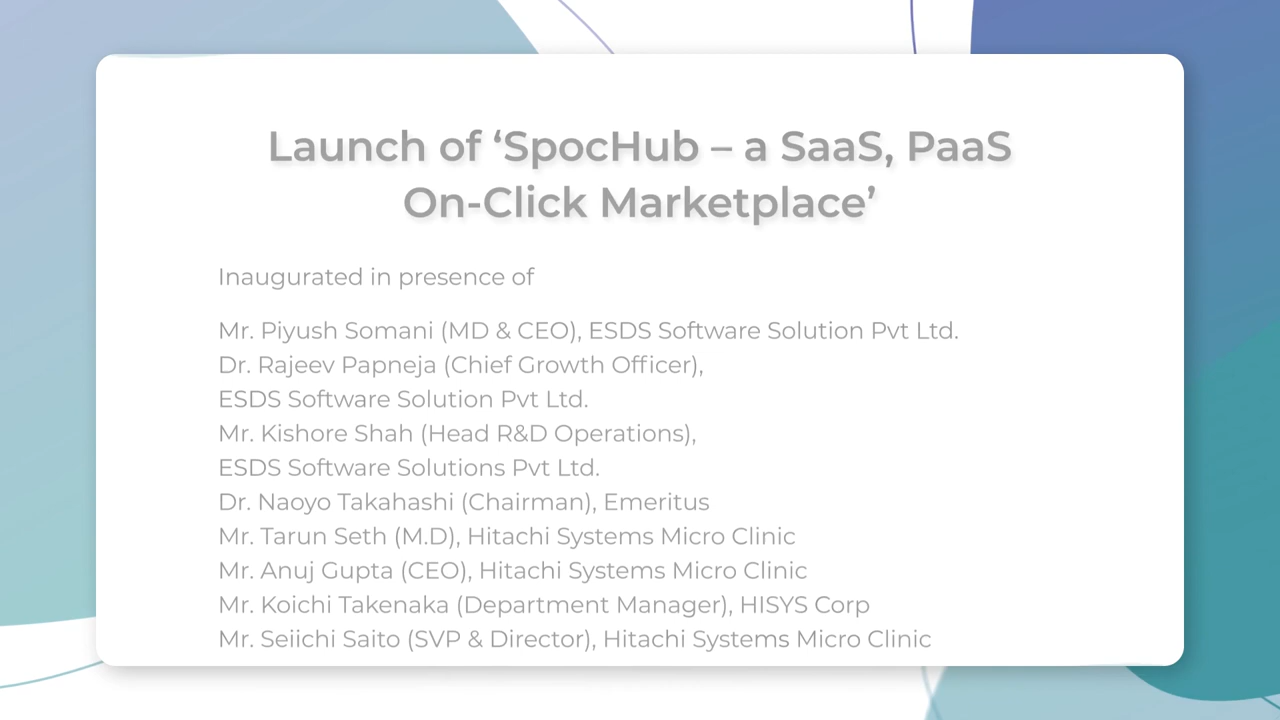 Launch of ‘SpocHub – a SaaS, PaaS
On-Click Marketplace’
Inaugurated in presence of
Mr. Piyush Somani (MD & CEO), ESDS Software Solution Pvt Ltd.
Dr. Rajeev Papneja (Chief Growth Officer),
ESDS Software Solution Pvt Ltd.
Mr. Kishore Shah (Head R&D Operations),
ESDS Software Solutions Pvt Ltd.
Dr. Naoyo Takahashi (Chairman), Emeritus
Mr. Tarun Seth (M.D), Hitachi Systems Micro Clinic
Mr. Anuj Gupta (CEO), Hitachi Systems Micro Clinic
Mr. Koichi Takenaka (Department Manager), HISYS Corp
Mr. Seiichi Saito (SVP & Director), Hitachi Systems Micro Clinic